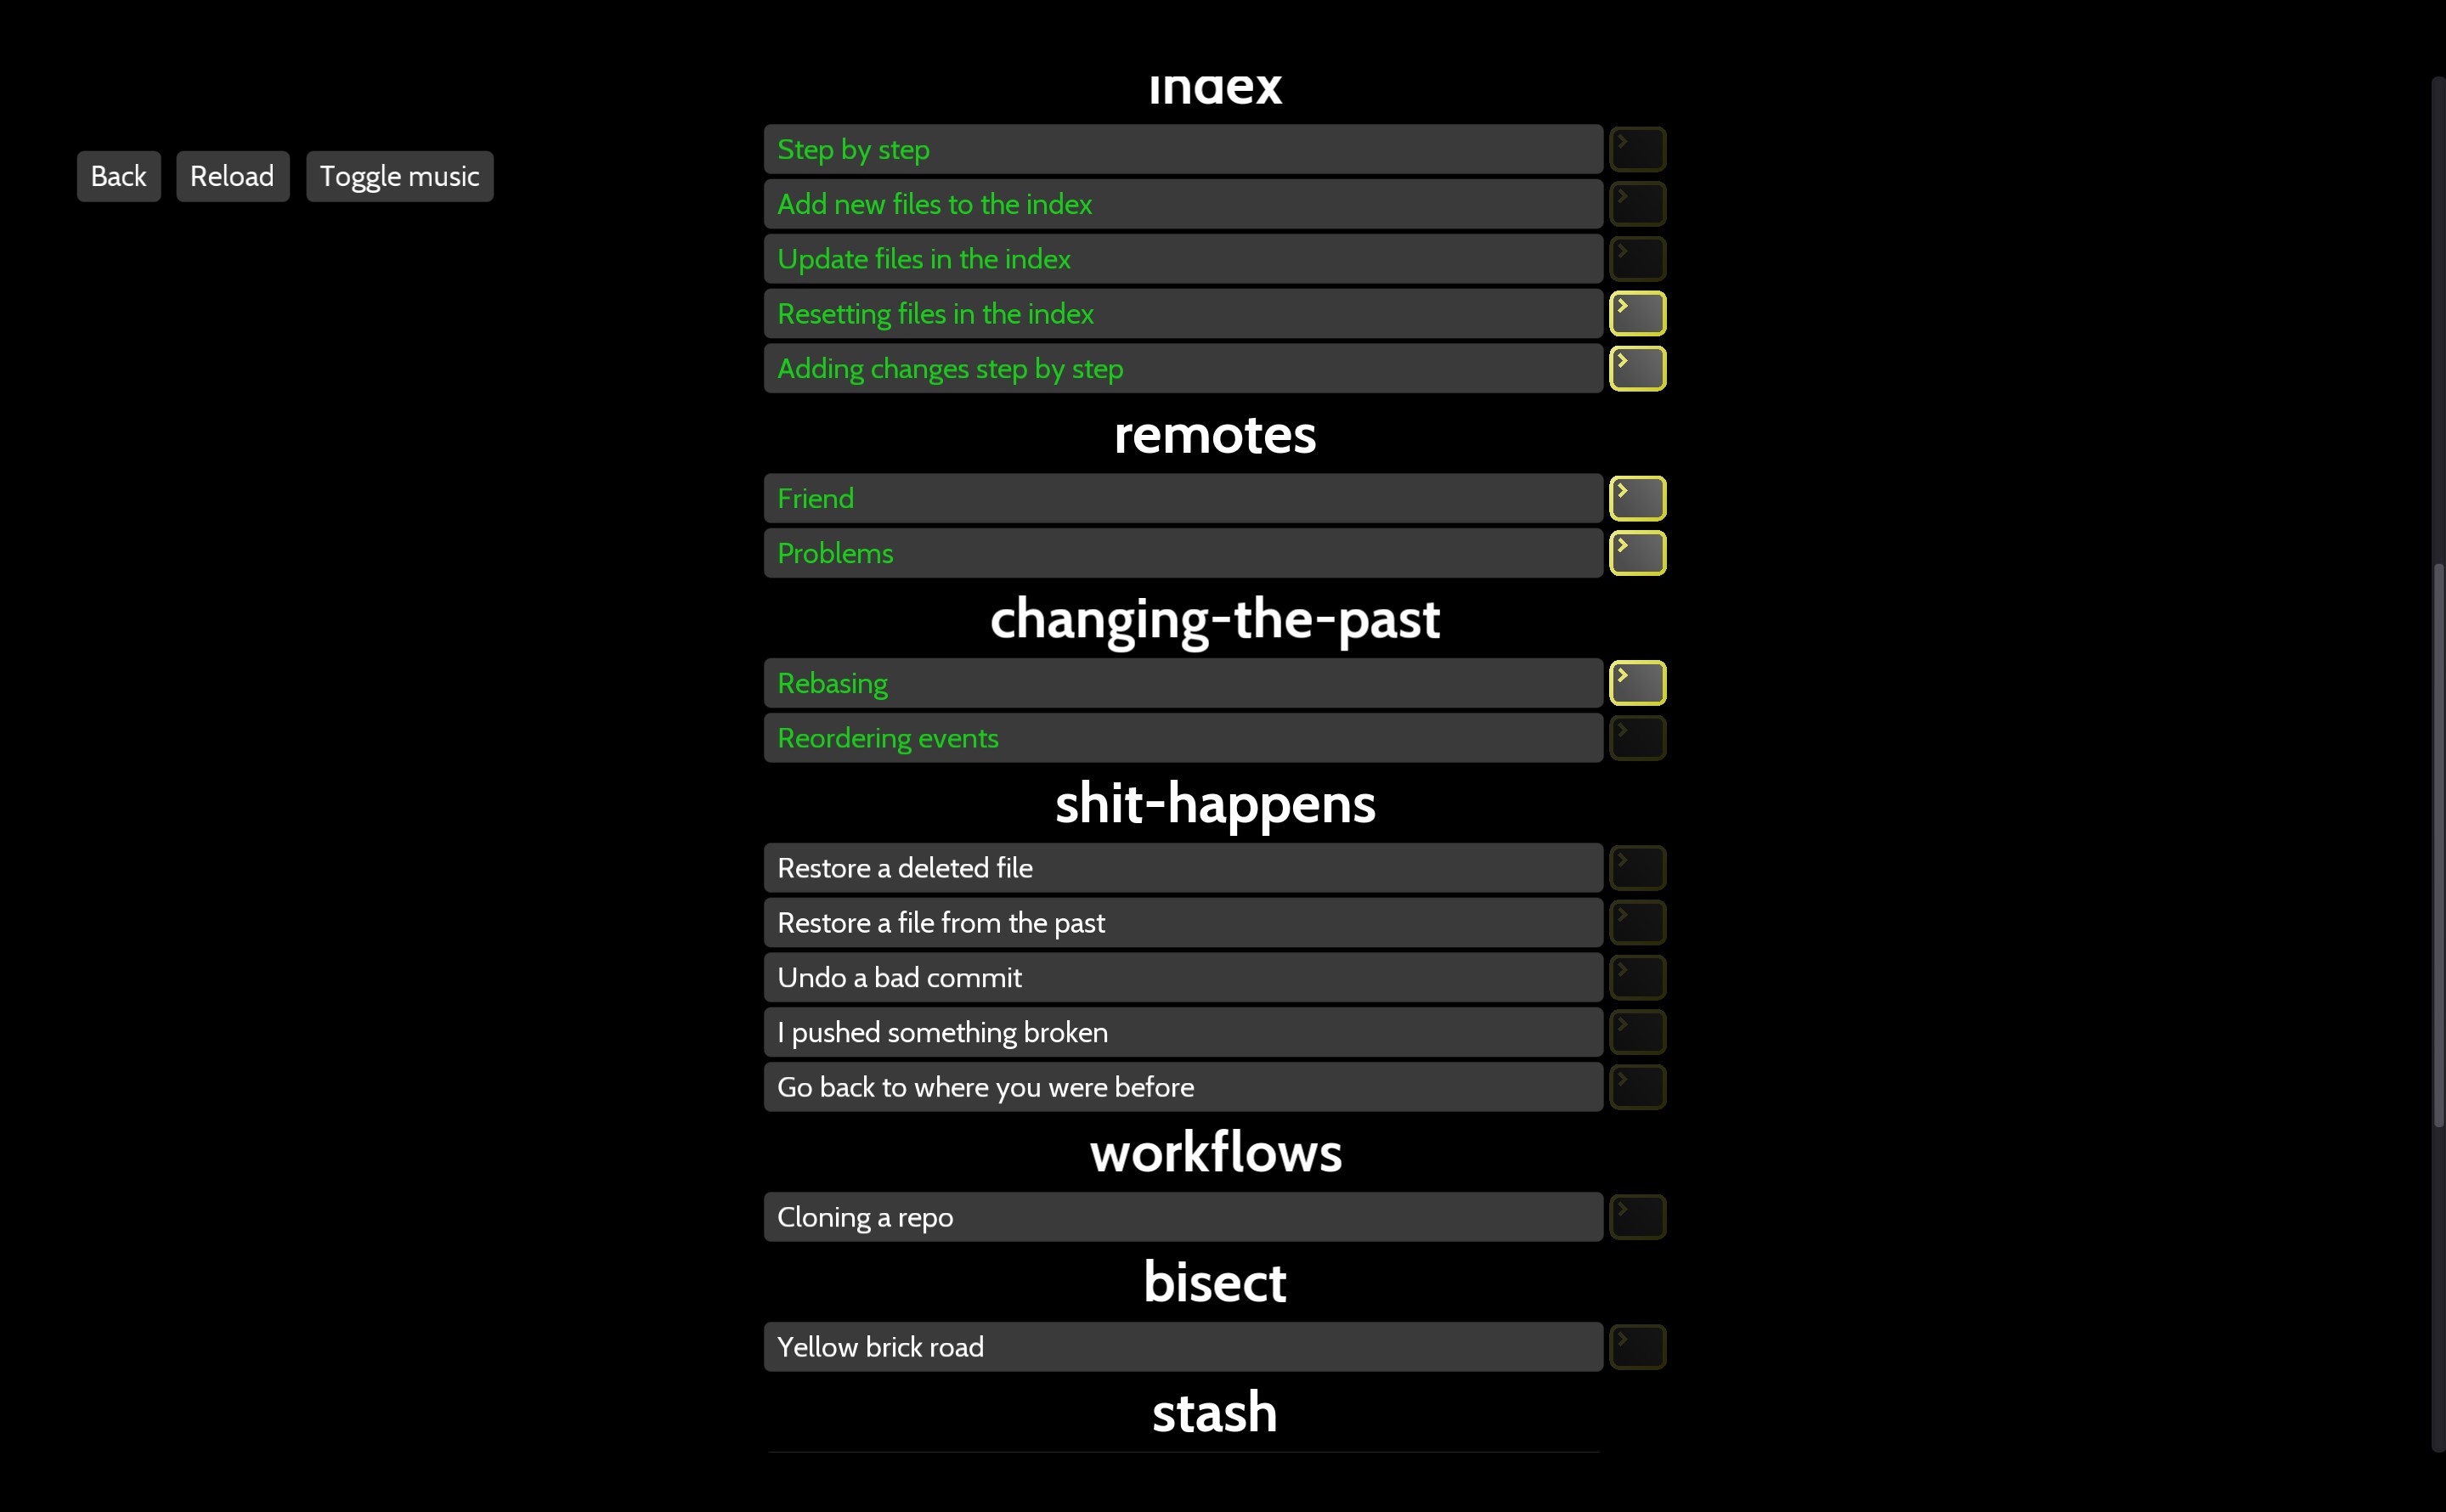 index
Back
Reload
Toggle music
Step by step
Add new files to the index
Update files in the index
Resetting files in the index
Adding changes step by step
remotes
Friend
Problems
changing-the-past
Rebasing
Reordering events
shit-happens
Restore a deleted file
Restore a file from the past
Undo a bad commit
I pushed something broken
Go back to where you were before
workflows
Cloning a repo
bisect
Yellow brick road
stash